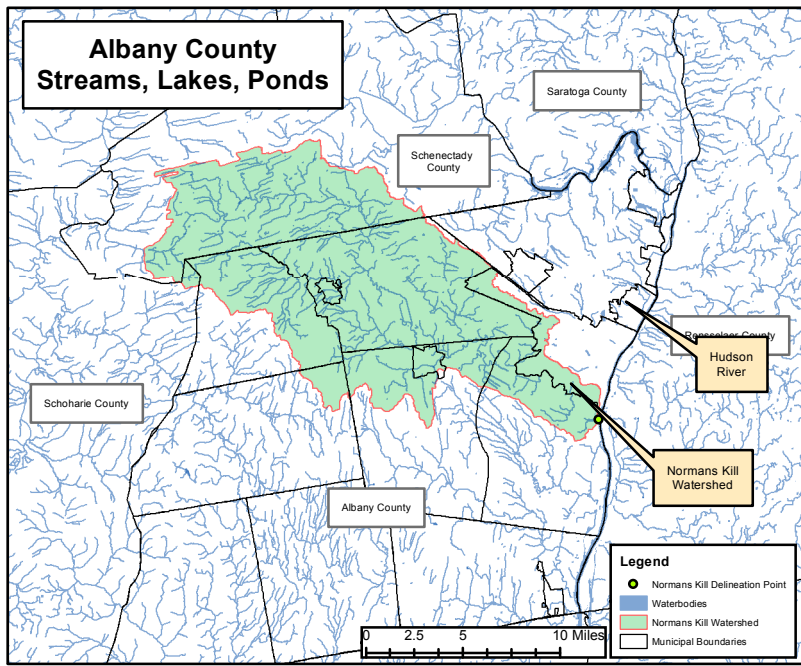 Albany County
Streams, Lakes, Ponds
Saratoga County
Schenectady
County
Rensselaer County
Hudson
River
Schoharie County
Normans Kill
Watershed
Albany County
Legend
Normans Kill Delineation Point
Waterbodies
Normans Kill Watershed
Municipal Boundaries
0 2.5 5 10 Miles